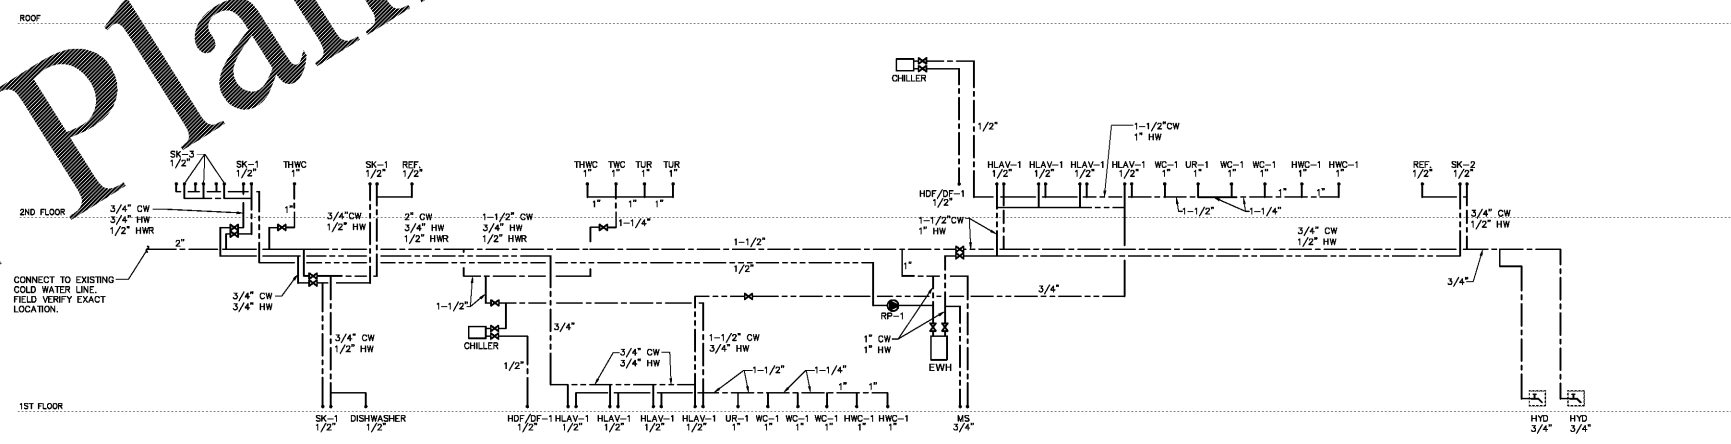 ROOF
Plan
CHILLER
1/2"
1-1/2"CW
1" HW
SK-3
1/2"
SK-1
1/2"
THWC
1"
SK-1
1/2"
REF.
1/2"
THWC
1"
TWC
1"
TUR
1"
TUR
1"
HDF/DF-1
1/2"
HLAV-1
1/2"
HLAV-1
1/2"
HLAV-1
1/2"
HLAV-1
1/2"
WC-1
1"
UR-1
1"
WC-1
1"
WC-1
1"
HWC-1
1"
HWC-1
1"
REF.
1/2"
SK-2
1/2"
1" 1" 1"
1" 1"
1-1/2"
1-1/4"
2ND FLOOR
3/4" CW
3/4" HW
1/2" HWR
1"
3/4"CW
1/2" HW
2" CW
3/4" HW
1/2" HWR
1-1/2" CW
3/4" HW
1/2" HWR
1-1/4"
1-1/2"CW
1" HW
3/4" CW
1/2" HW
3/4" CW
1/2" HW
2"
1-1/2"
1/2"
1"
3/4"
3/4"
CONNECT TO EXISTING
COLD WATER LINE.
FIELD VERIFY EXACT
LOCATION.
3/4" CW
3/4" HW
1-1/2"
RP-1
3/4" CW
1/2" HW
CHILLER
3/4"
1-1/2" CW
3/4" HW
1" CW
1" HW
EWH
1/2"
3/4" CW
3/4" HW
1-1/2"
1-1/4"
1" 1"
1ST FLOOR
SK-1
1/2"
DISHWASHER
1/2"
HDF/DF-1
1/2"
HLAV-1
1/2"
HLAV-1
1/2"
HLAV-1
1/2"
HLAV-1
1/2"
UR-1
1"
WC-1
1"
WC-1
1"
WC-1
1"
HWC-1
1"
HWC-1
1"
MS
3/4"
HYD
3/4"
HYD
3/4"